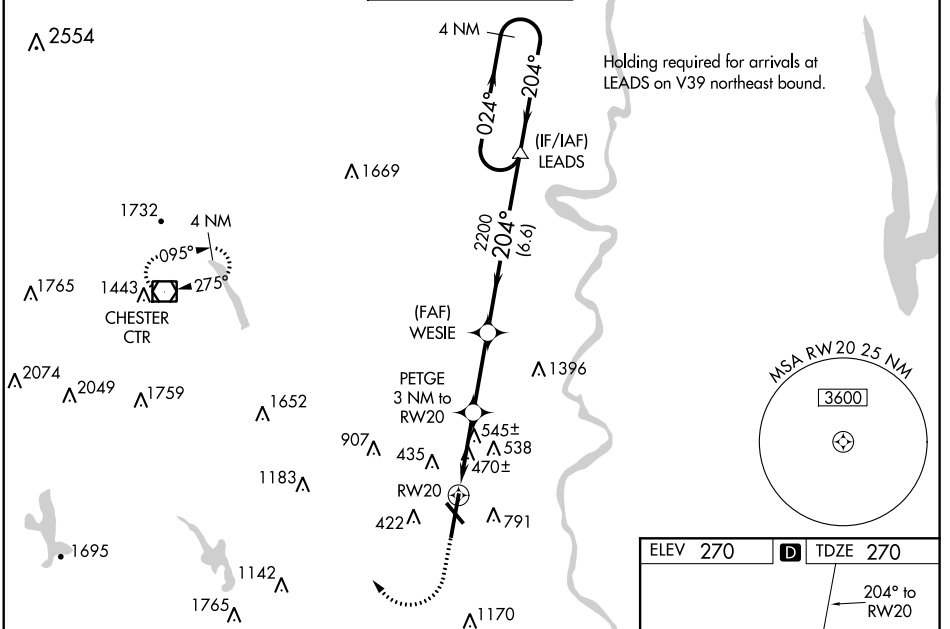 2554
4 NM
204°
024°
Holding required for arrivals at
LEADS on V39 northeast bound.
(IF/IAF)
LEADS
1669
1732
4 NM
095°
275°
2200
204°
(6.6)
1765
1443
CHESTER
CTR
(FAF)
WESIE
2074
2049
1759
1652
PETGE
3 NM to
RW20
1396
MSA RW20 25 NM
3600
545±
538
907
435
470±
1183
RW20
422
791
1695
1142
1765
1170
ELEV 270 D TDZE 270
204° to
RW20